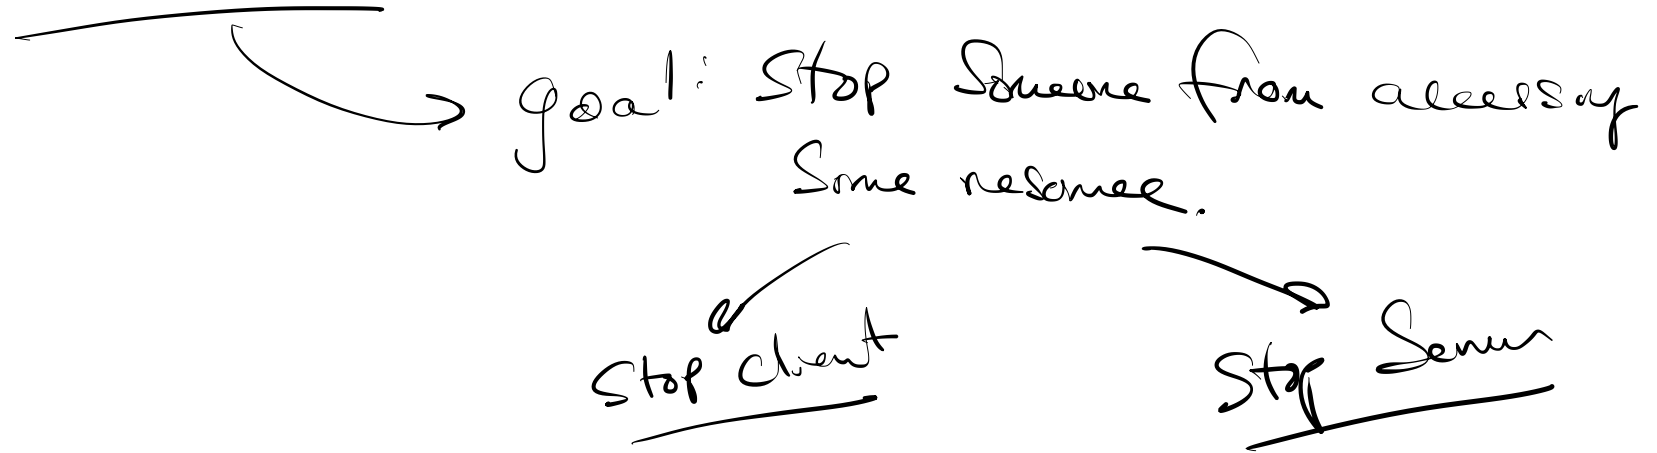 goal: Stop Someone from accessing
Some resource.
Stop client
Stop Server